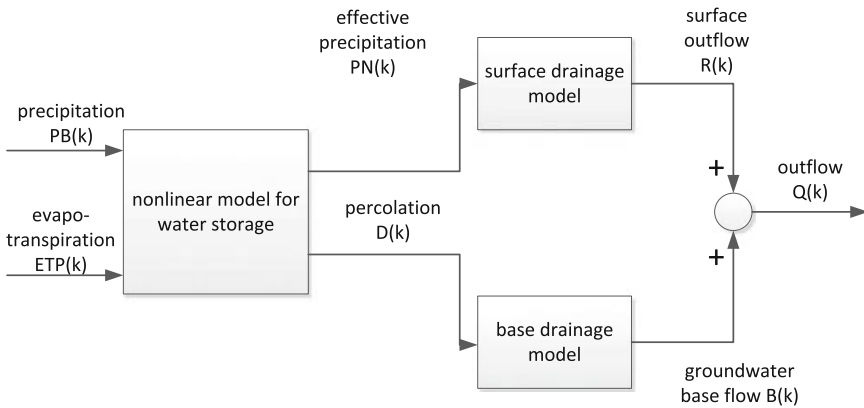 effective
precipitation
PN(k)
surface
outflow
R(k)
surface drainage
model
precipitation
PB(k)
outflow
Q(k)
nonlinear model for
water storage
evapo-
transpiration
ETP(k)
percolation
D(k)
+
+
base drainage
model
groundwater
base flow B(k)